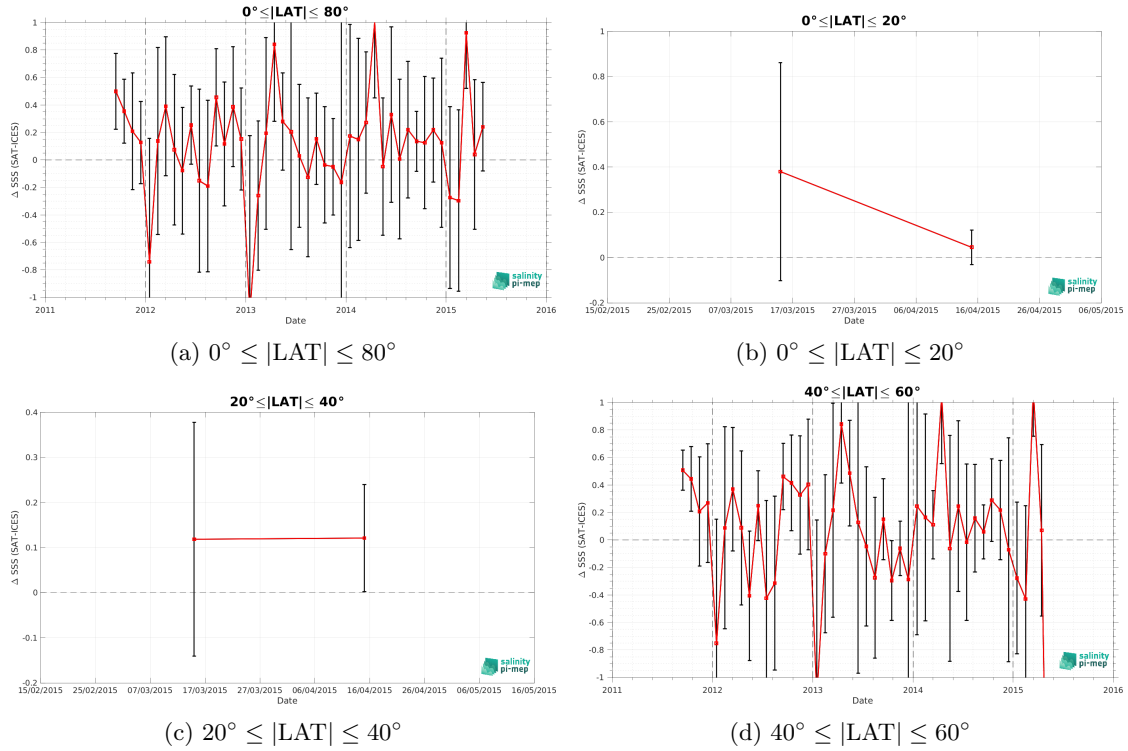 0°≤|LAT|≤ 80°
Δ SSS (SAT-ICES)
1
0.8
0.6
0.4
0.2
0
-0.2
-0.4
-0.6
-0.8
-1
2011 2012 2013 2014 2015 2016
Date
salinity
pi-mep
(a) 0° ≤ |LAT| ≤ 80°
0°≤|LAT|≤ 20°
Δ SSS (SAT-ICES)
1
0.8
0.6
0.4
0.2
0
-0.2
15/02/2015 25/02/2015 07/03/2015 17/03/2015 27/03/2015 06/04/2015 16/04/2015 26/04/2015 06/05/2015
Date
salinity
pi-mep
(b) 0° ≤ |LAT| ≤ 20°
20°≤|LAT|≤ 40°
Δ SSS (SAT-ICES)
0.4
0.3
0.2
0.1
0
-0.1
-0.2
15/02/2015 25/02/2015 07/03/2015 17/03/2015 27/03/2015 06/04/2015 16/04/2015 26/04/2015 06/05/2015 16/05/2015
Date
salinity
pi-mep
(c) 20° ≤ |LAT| ≤ 40°
40°≤|LAT|≤ 60°
Δ SSS (SAT-ICES)
1
0.8
0.6
0.4
0.2
0
-0.2
-0.4
-0.6
-0.8
-1
2011 2012 2013 2014 2015 2016
Date
salinity
pi-mep
(d) 40° ≤ |LAT| ≤ 60°